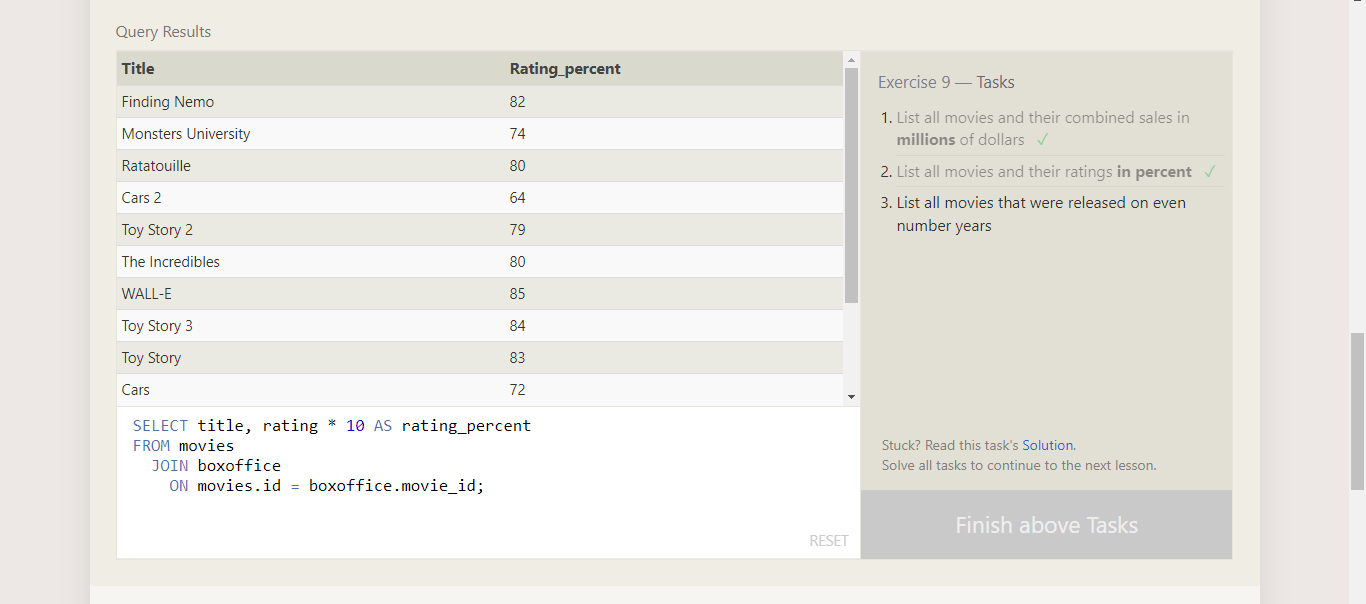 Query Results
Title Rating_percent
Finding Nemo 82
Monsters University 74
Ratatouille 80
Cars 2 64
Toy Story 2 79
The Incredibles 80
WALL-E 85
Toy Story 3 84
Toy Story 83
Cars 72
SELECT title, rating * 10 AS rating_percent
FROM movies
JOIN boxoffice
ON movies.id = boxoffice.movie_id;
RESET
Exercise 9 — Tasks
1. List all movies and their combined sales in
millions of dollars ✓
2. List all movies and their ratings in percent ✓
3. List all movies that were released on even
number years
Stuck? Read this task's Solution.
Solve all tasks to continue to the next lesson.
Finish above Tasks